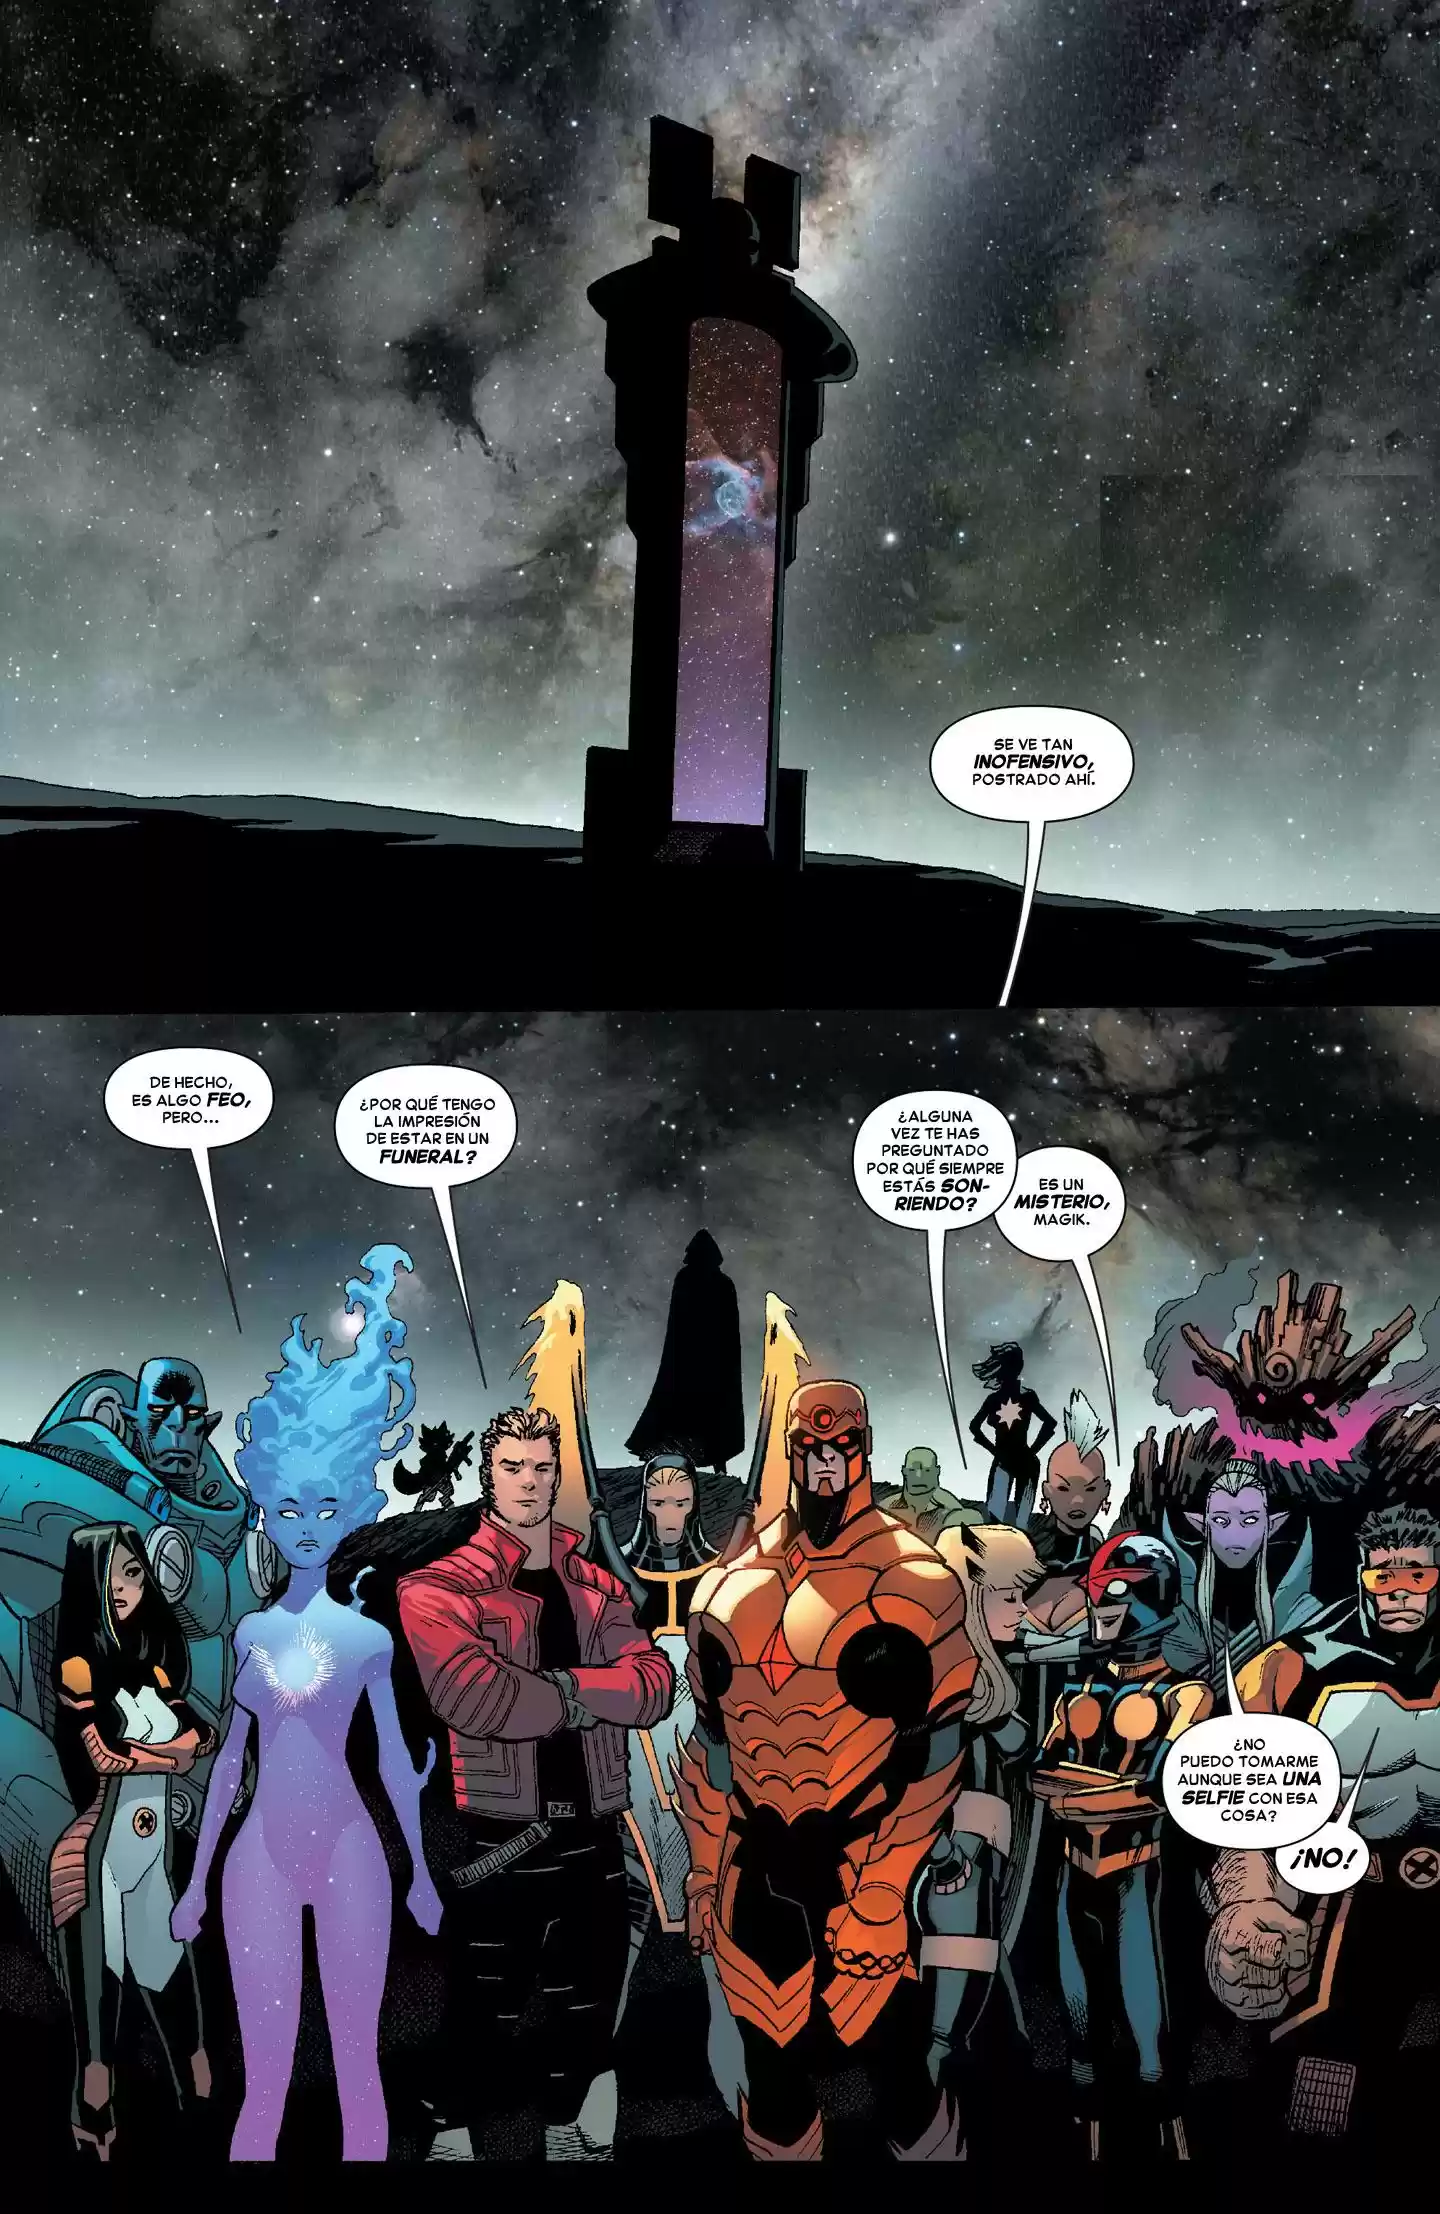 SE VE TAN
INOFENSIVO,
POSTRADO AHÍ.
DE HECHO,
ES ALGO FEO,
PERO...
¿POR QUÉ TENGO
LA IMPRESIÓN
DE ESTAR EN UN
FUNERAL?
¿ALGUNA
VEZ TE HAS
PREGUNTADO
POR QUÉ SIEMPRE
ESTÁS SON-
RIENDO?
ES UN
MISTERIO,
MAGIK.
¿NO
PUEDO TOMARME
AUNQUE SEA UNA
SELFIE CON ESA
COSA?
¡NO!